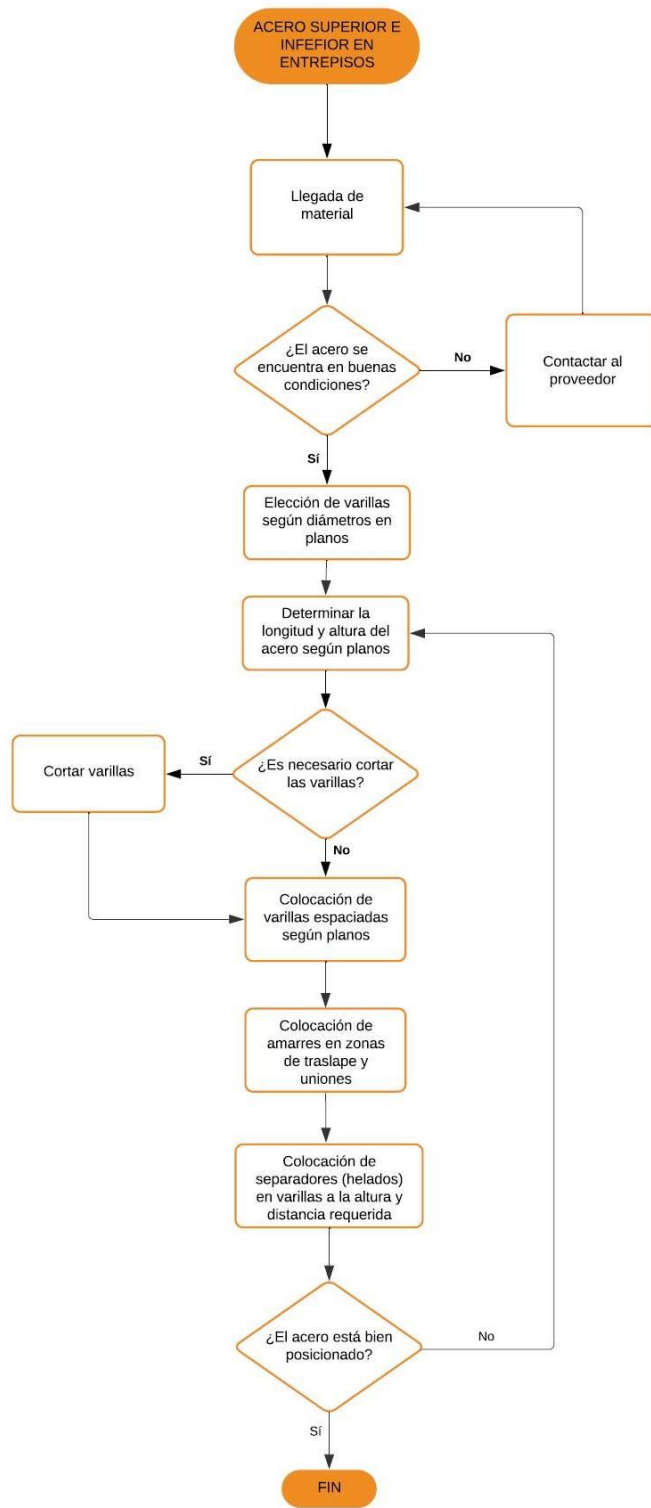 ACERO SUPERIOR E
INFEFIOR EN
ENTREPISOS
Llegada de
material
¿El acero se
encuentra en buenas
condiciones?
No
Contactar al
proveedor
Sí
Elección de varillas
según diámetros en
planos
Determinar la
longitud y altura del
acero según planos
¿Es necesario cortar
las varillas?
Sí
Cortar varillas
No
Colocación de
varillas espaciadas
según planos
Colocación de
amarres en zonas
de traslape y
uniones
Colocación de
separadores (helados)
en varillas a la altura y
distancia requerida
¿El acero está bien
posicionado?
No
Sí
FIN